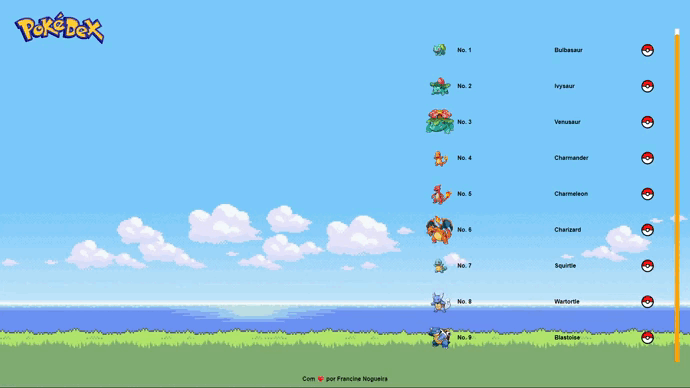 PokéDex
No. 1 Bulbasaur
No. 2 Ivysaur
No. 3 Venusaur
No. 4 Charmander
No. 5 Charmeleon
No. 6 Charizard
No. 7 Squirtle
No. 8 Wartortle
No. 9 Blastoise
Com ❤️ por Francine Nogueira